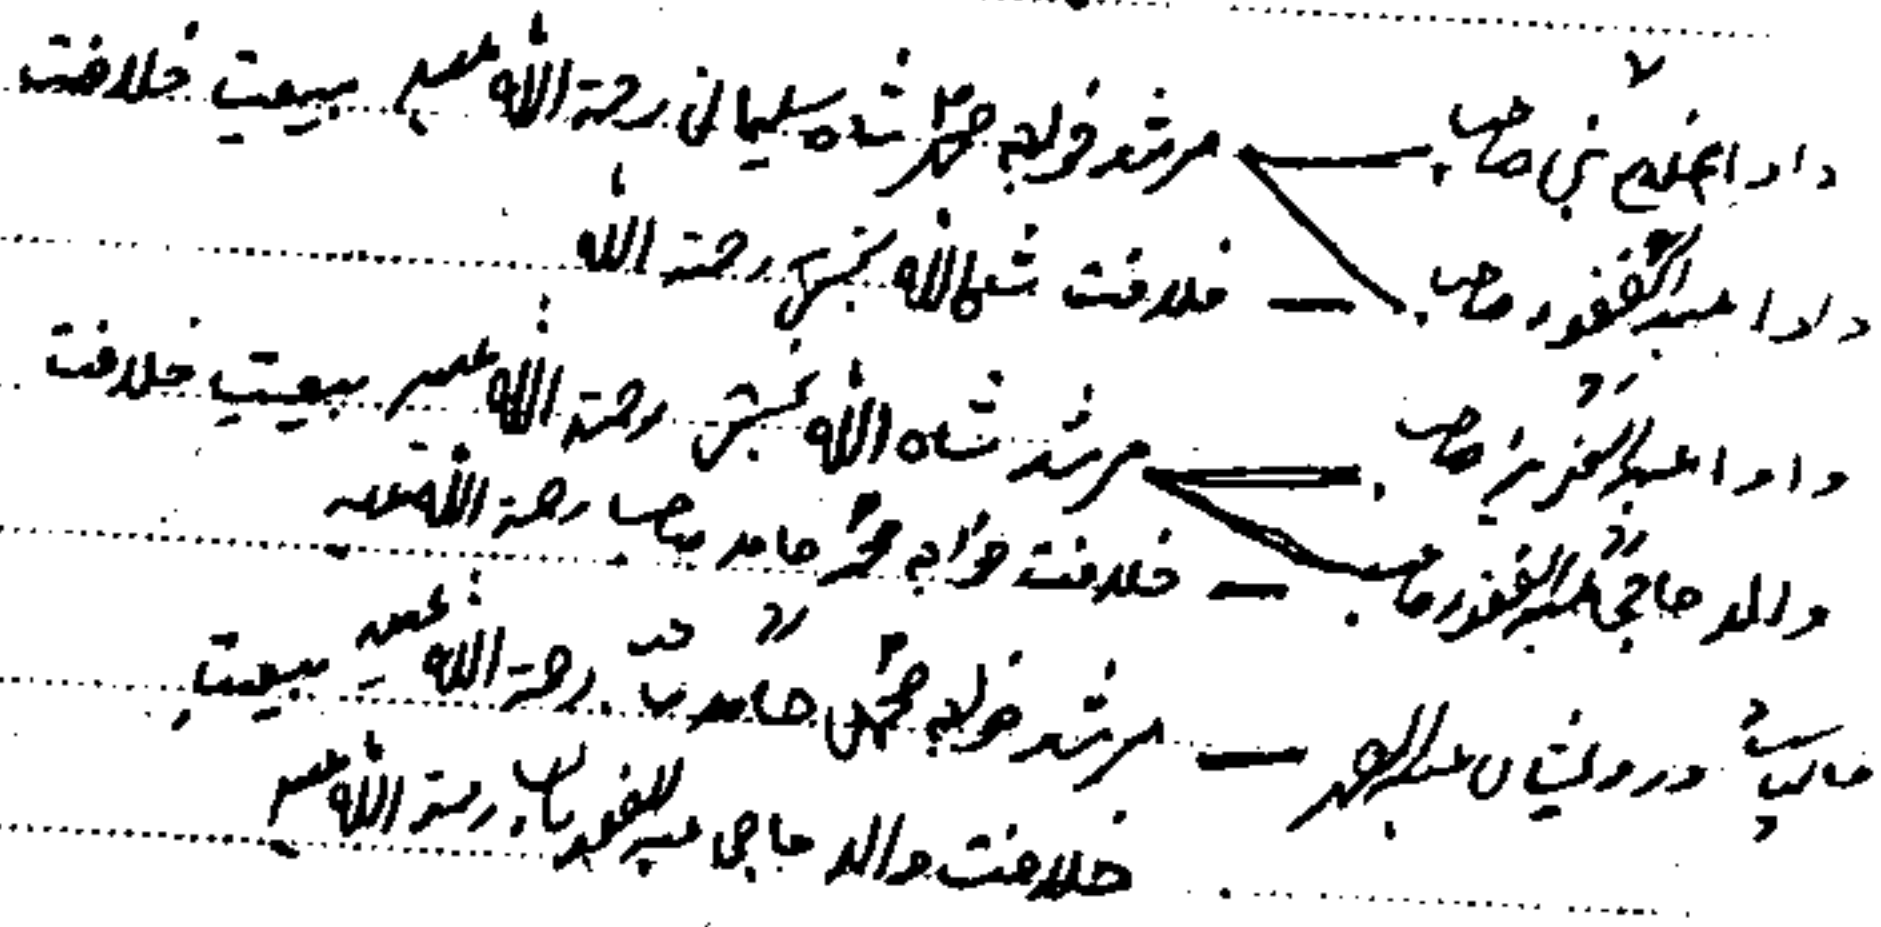 دادا غلام نبی صاحب — مرشد خواجہ محمد شاہ سلیمانی رحمۃ اللہ علیہ بیعت خلافت
دادا عبدالغفور صاحب — خلافت شاہ اللہ بخش رحمۃ اللہ
دادا عبدالعزیز صاحب — مرشد شاہ اللہ بخش رحمۃ اللہ علیہ بیعت خلافت
والد حاجی عبدالغفور صاحب — خلافت خواجہ محمد حامد صاحب رحمۃ اللہ علیہ
درویشاں — مرشد خواجہ محمد حامد رحمۃ اللہ علیہ بیعت
خلافت والد حاجی عبدالغفور صاحب رحمۃ اللہ علیہ